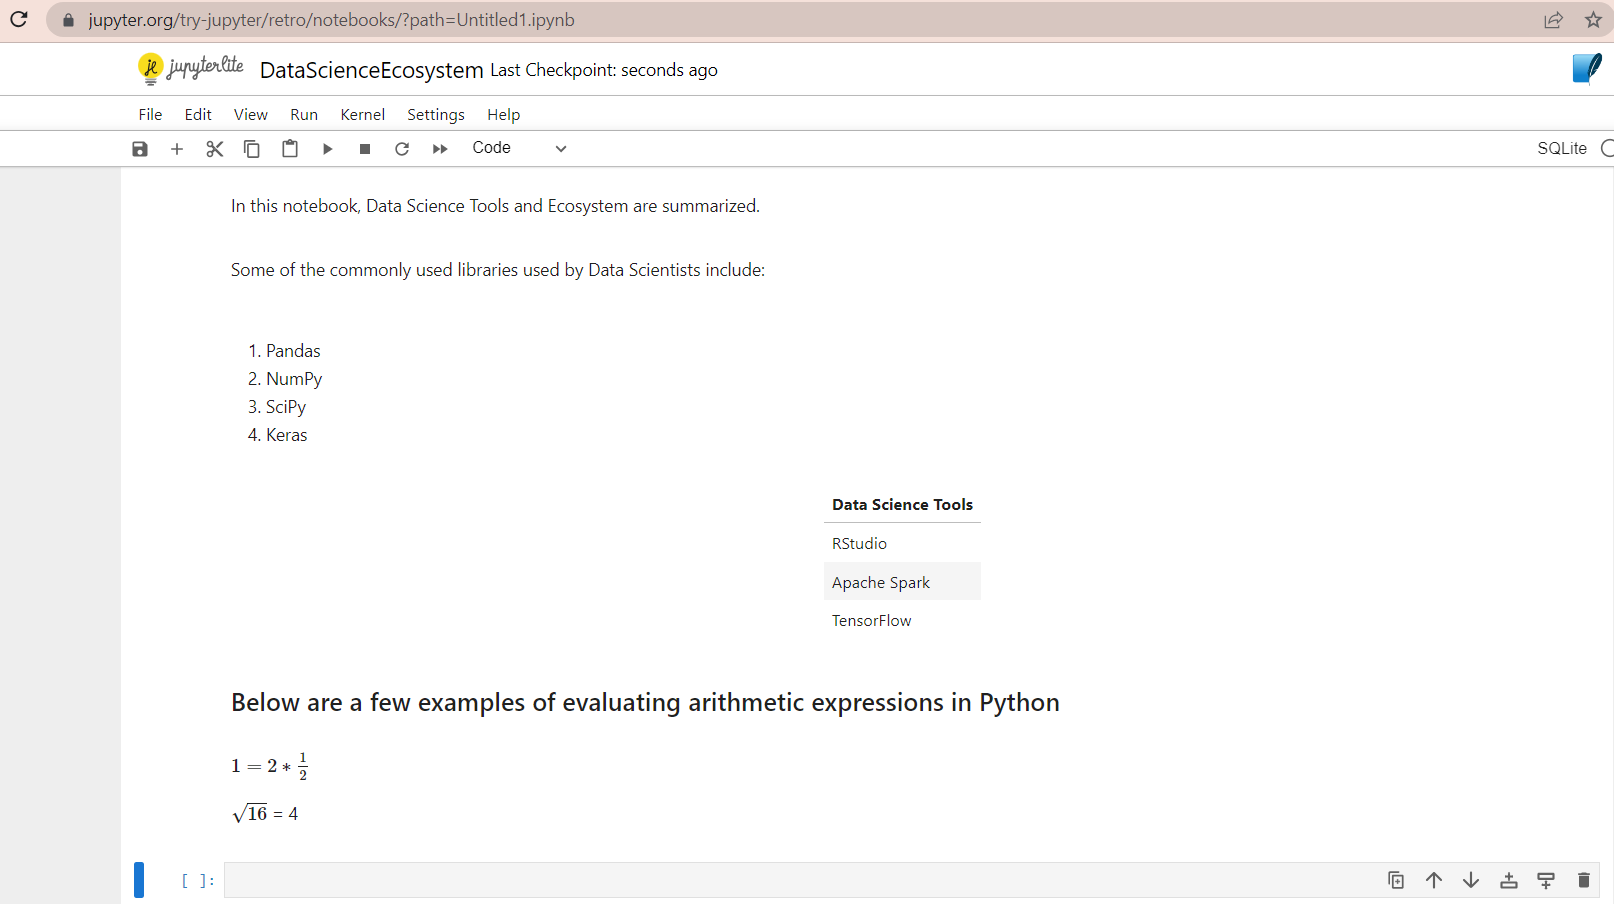 jupyter.org/try-jupyter/retro/notebooks/?path=Untitled1.ipynb
jupyterlite DataScienceEcosystem Last Checkpoint: seconds ago
File Edit View Run Kernel Settings Help
Code SQLite
In this notebook, Data Science Tools and Ecosystem are summarized.
Some of the commonly used libraries used by Data Scientists include:
1. Pandas
2. NumPy
3. SciPy
4. Keras
Data Science Tools
RStudio
Apache Spark
TensorFlow
Below are a few examples of evaluating arithmetic expressions in Python
1 = 2 * 1/2
√16 = 4
[ ]: